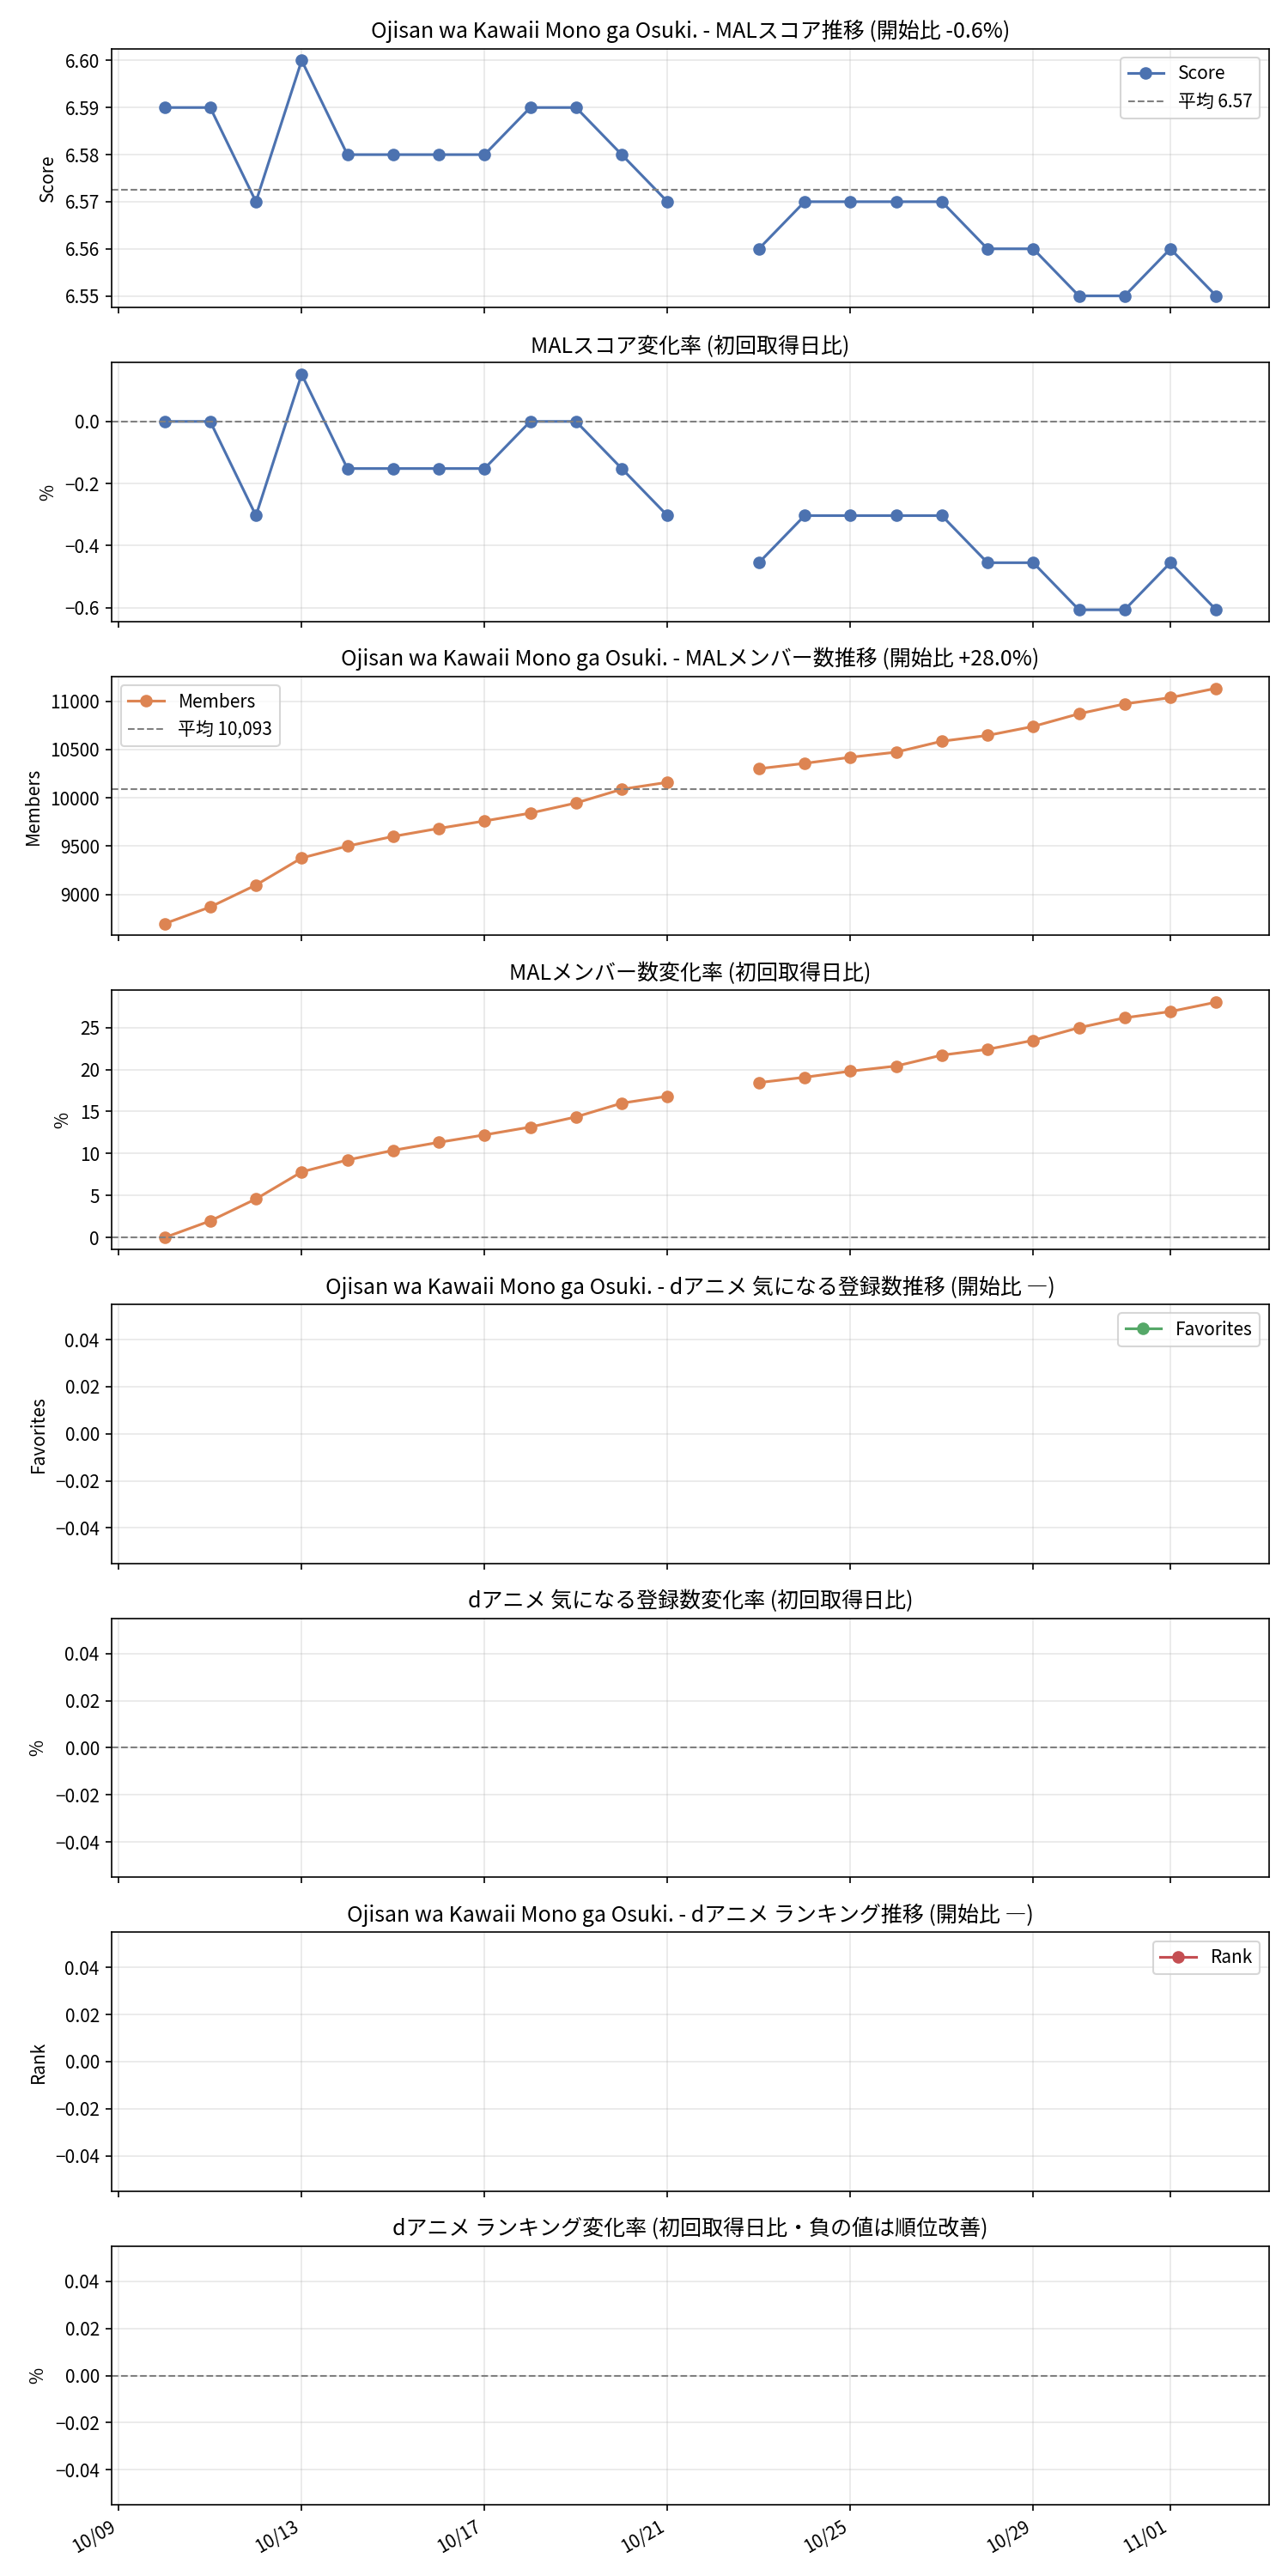 Ojisan wa Kawaii Mono ga Osuki. - MALスコア推移 (開始比 -0.6%)
Score
6.60
6.59
6.58
6.57
6.56
6.55
Score
平均 6.57
MALスコア変化率 (初回取得日比)
%
0.0
−0.2
−0.4
−0.6
Ojisan wa Kawaii Mono ga Osuki. - MALメンバー数推移 (開始比 +28.0%)
Members
11000
10500
10000
9500
9000
Members
平均 10,093
MALメンバー数変化率 (初回取得日比)
%
25
20
15
10
5
0
Ojisan wa Kawaii Mono ga Osuki. - dアニメ 気になる登録数推移 (開始比 —)
Favorites
0.04
0.02
0.00
−0.02
−0.04
Favorites
dアニメ 気になる登録数変化率 (初回取得日比)
%
0.04
0.02
0.00
−0.02
−0.04
Ojisan wa Kawaii Mono ga Osuki. - dアニメ ランキング推移 (開始比 —)
Rank
0.04
0.02
0.00
−0.02
−0.04
Rank
dアニメ ランキング変化率 (初回取得日比・負の値は順位改善)
%
0.04
0.02
0.00
−0.02
−0.04
10/09
10/13
10/17
10/21
10/25
10/29
11/01